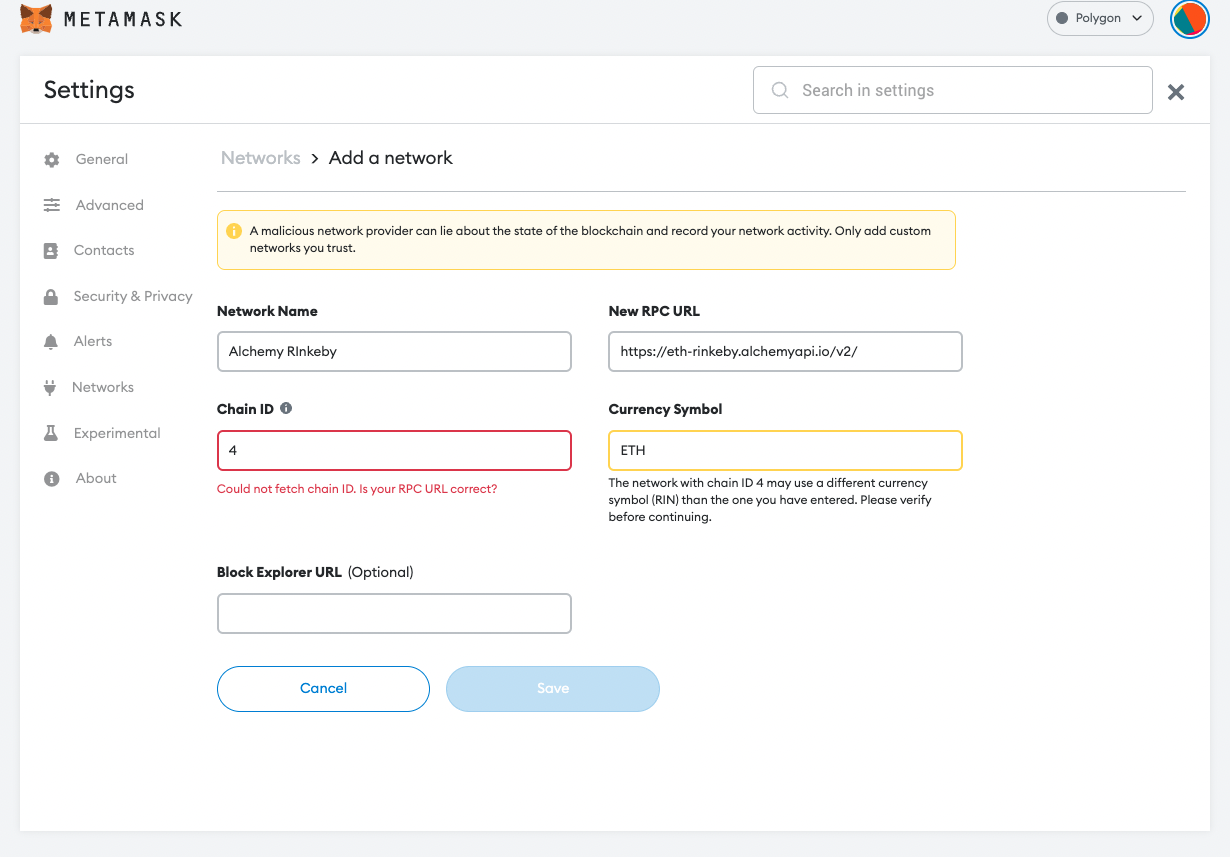 METAMASK
Polygon
Settings
Search in settings
General
Advanced
Contacts
Security & Privacy
Alerts
Networks
Experimental
About
Networks > Add a network
A malicious network provider can lie about the state of the blockchain and record your network activity. Only add custom
networks you trust.
Network Name
Alchemy RInkeby
New RPC URL
https://eth-rinkeby.alchemyapi.io/v2/
Chain ID
4
Could not fetch chain ID. Is your RPC URL correct?
Currency Symbol
ETH
The network with chain ID 4 may use a different currency
symbol (RIN) than the one you have entered. Please verify
before continuing.
Block Explorer URL (Optional)
Cancel
Save